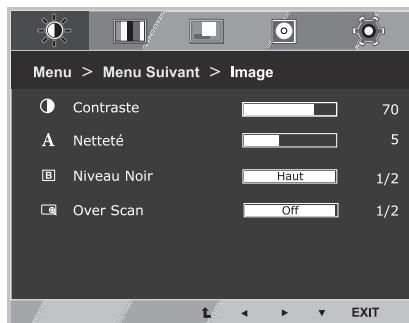 Menu > Menu Suivant > Image
Contraste 70
A Netteté 5
B Niveau Noir Haut 1/2
Over Scan Off 1/2
EXIT